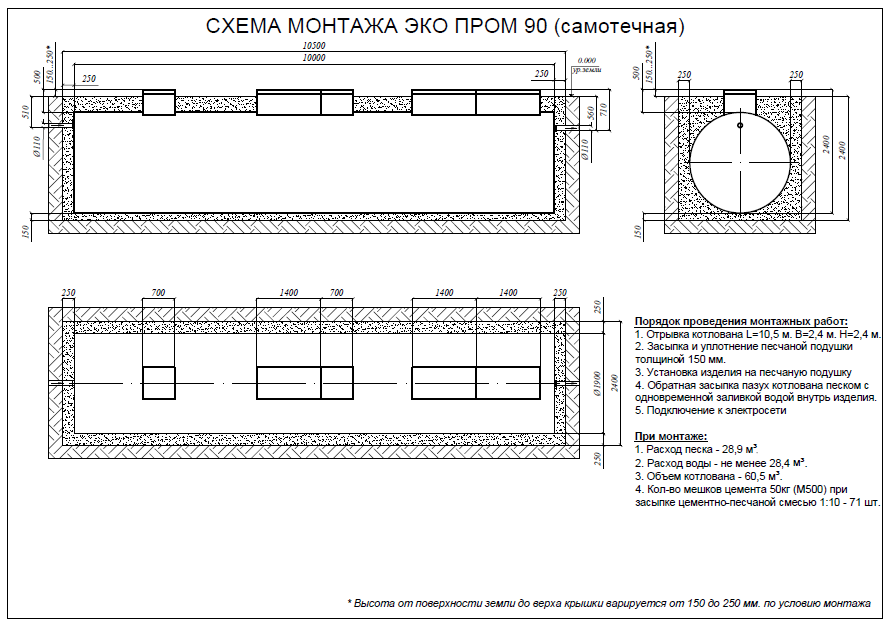 СХЕМА МОНТАЖА ЭКО ПРОМ 90 (самотечная)
10500
10000
500
150...250*
250
250
0.000
ур.земли
510
Ø110
560
710
Ø110
150
500
150...250*
250
250
2400
2400
150
250
700
1400
700
1400
1400
250
250
Ø1900
2400
250
Порядок проведения монтажных работ:
1. Отрывка котлована L=10,5 м. B=2,4 м. H=2,4 м.
2. Засыпка и уплотнение песчаной подушки
толщиной 150 мм.
3. Установка изделия на песчаную подушку
4. Обратная засыпка пазух котлована песком с
одновременной заливкой водой внутрь изделия.
5. Подключение к электросети
При монтаже:
1. Расход песка - 28,9 м³.
2. Расход воды - не менее 28,4 м³.
3. Объем котлована - 60,5 м³.
4. Кол-во мешков цемента 50кг (М500) при
засыпке цементно-песчаной смесью 1:10 - 71 шт.
* Высота от поверхности земли до верха крышки варируется от 150 до 250 мм. по условию монтажа